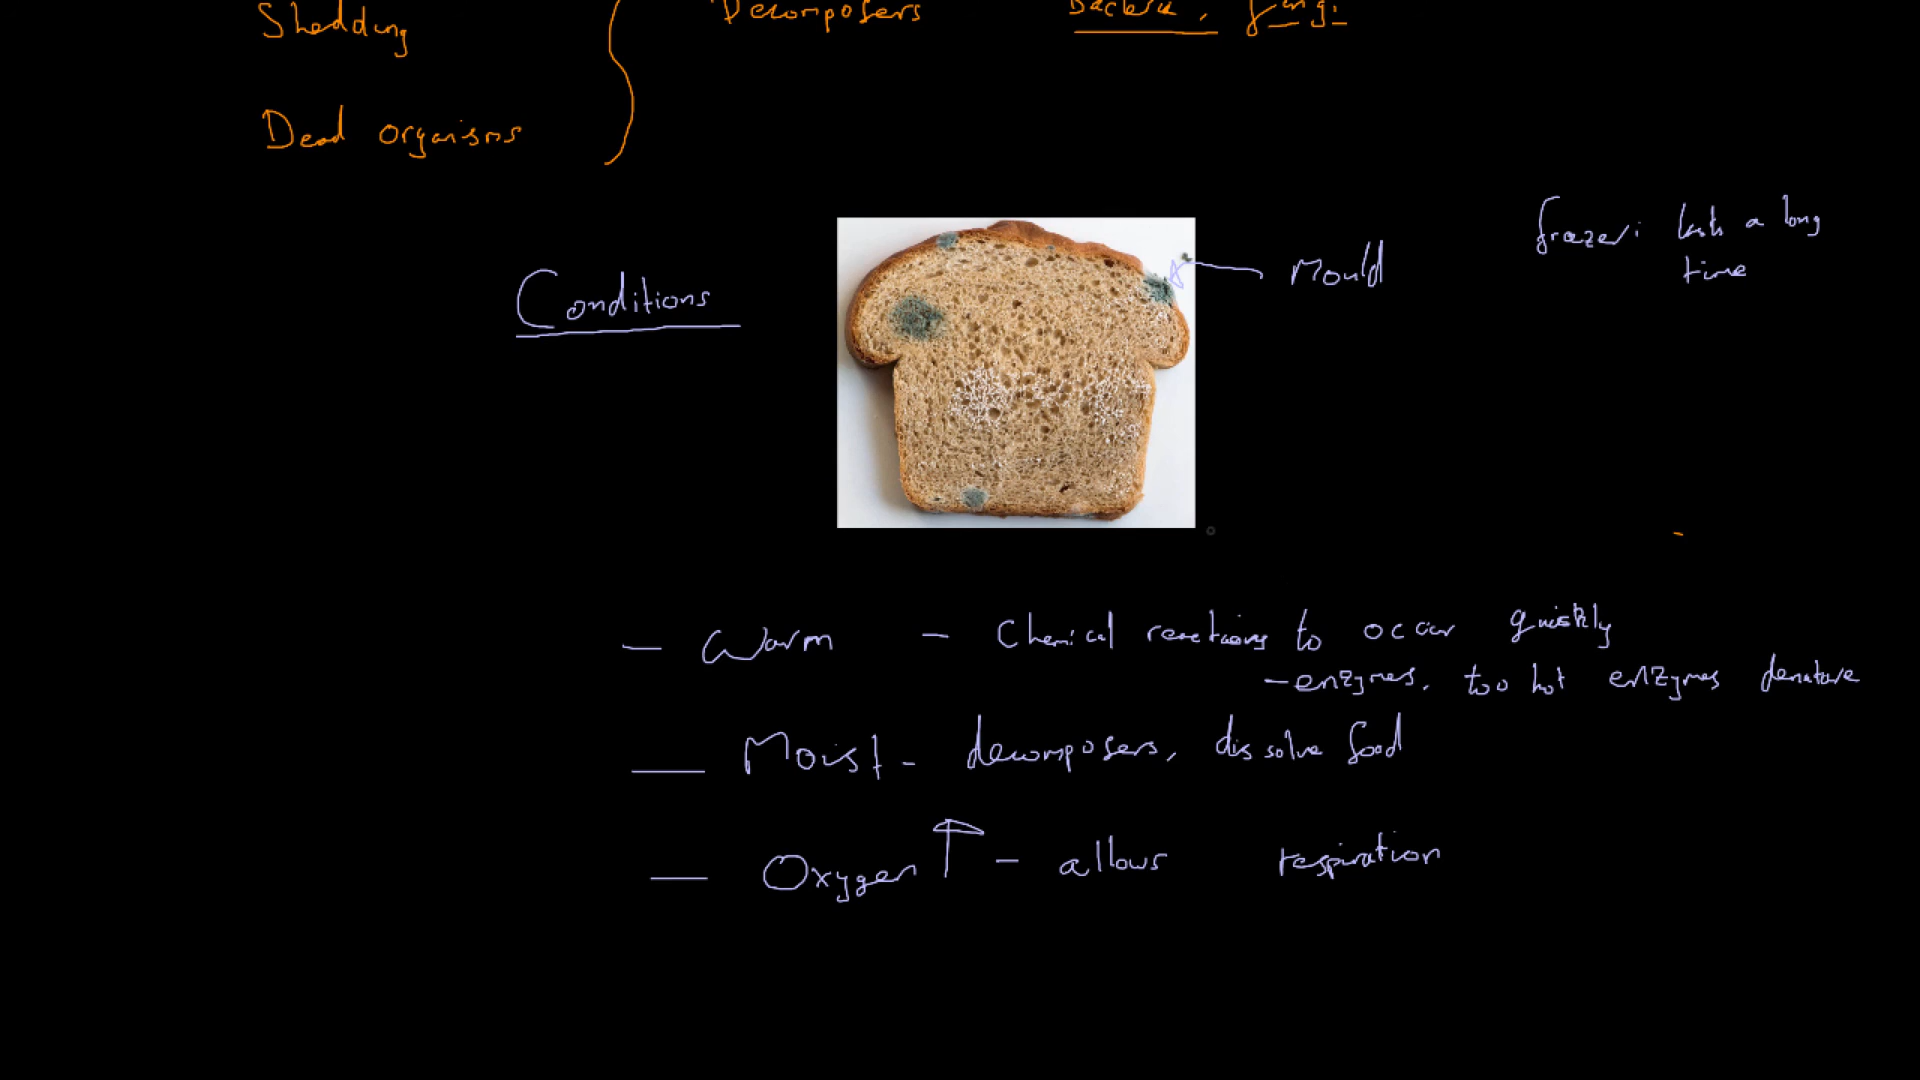 Shedding
Decomposers Bacteria, fungi
Dead organisms
frezer: lasts a long
time
Mould
Conditions
– Warm – Chemical reactions to occur quickly
– enzymes, too hot enzymes denature
— Moist – decomposers, dissolve food
— Oxygen ↑ – allows respiration